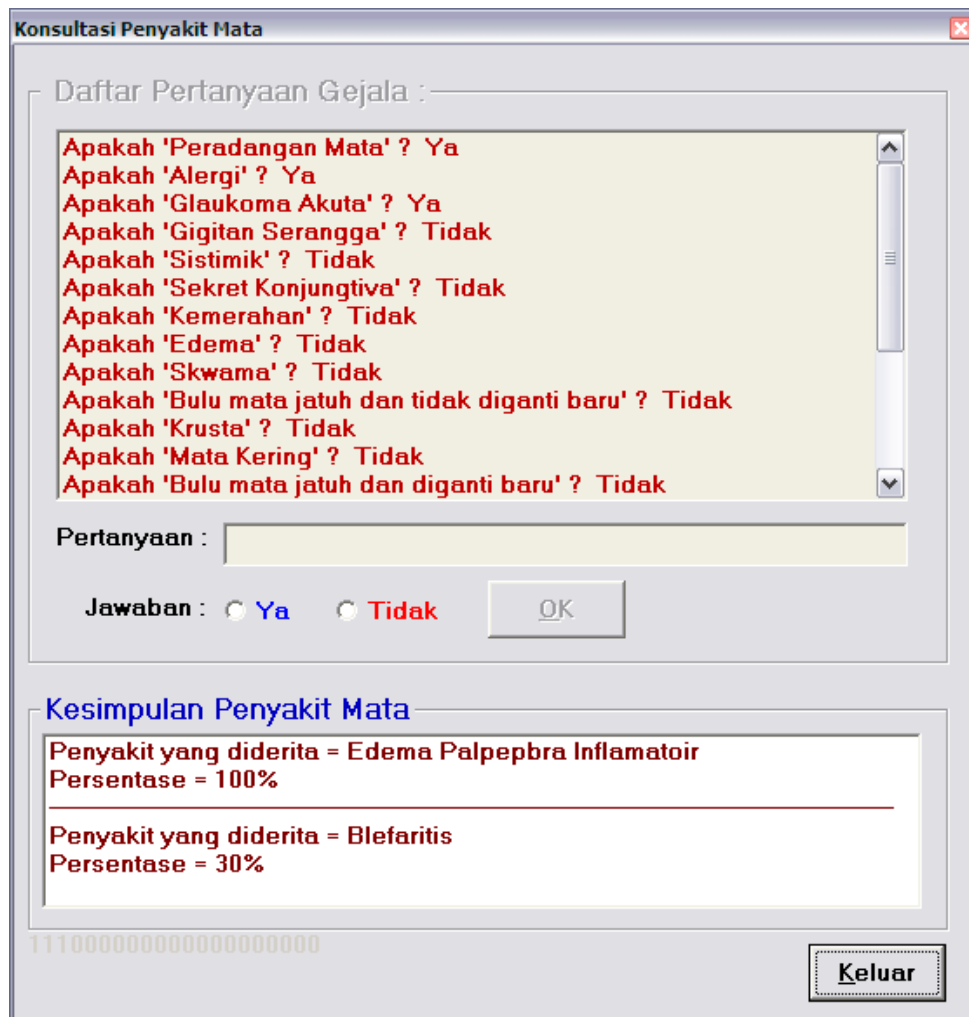 Konsultasi Penyakit Mata
Daftar Pertanyaan Gejala :
Apakah 'Peradangan Mata' ?  Ya
Apakah 'Alergi' ?  Ya
Apakah 'Glaukoma Akuta' ?  Ya
Apakah 'Gigitan Serangga' ?  Tidak
Apakah 'Sistimik' ?  Tidak
Apakah 'Sekret Konjungtiva' ?  Tidak
Apakah 'Kemerahan' ?  Tidak
Apakah 'Edema' ?  Tidak
Apakah 'Skwama' ?  Tidak
Apakah 'Bulu mata jatuh dan tidak diganti baru' ?  Tidak
Apakah 'Krusta' ?  Tidak
Apakah 'Mata Kering' ?  Tidak
Apakah 'Bulu mata jatuh dan diganti baru' ?  Tidak
Pertanyaan :
Jawaban : Ya Tidak OK
Kesimpulan Penyakit Mata
Penyakit yang diderita = Edema Palpepbra Inflamatoir
Persentase = 100%
Penyakit yang diderita = Blefaritis
Persentase = 30%
Keluar